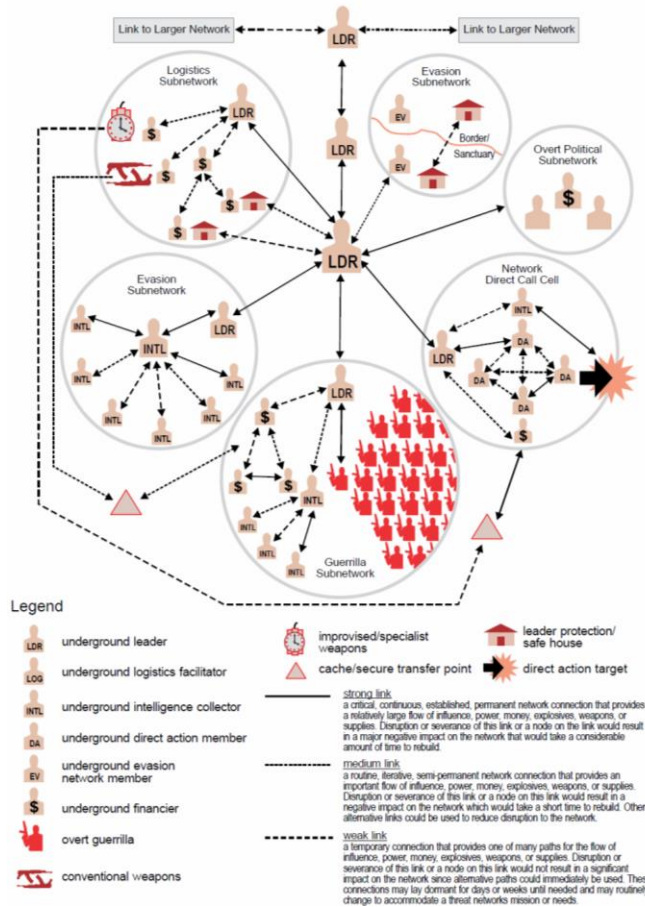 Link to Larger Network
LDR
Link to Larger Network
Logistics
Subnetwork
LDR
$
$
$
$
$
LDR
Evasion
Subnetwork
EV
EV
Border/
Sanctuary
Overt Political
Subnetwork
$
LDR
Evasion
Subnetwork
INTL
INTL
LDR
INTL
INTL
INTL
INTL
INTL
INTL
Network
Direct Call Cell
INTL
LDR
DA
DA
DA
DA
$
LDR
$
$
$
INTL
INTL
INTL
INTL
Guerrilla
Subnetwork
Legend
LDR underground leader
LOG underground logistics facilitator
INTL underground intelligence collector
DA underground direct action member
EV underground evasion
network member
$ underground financier
overt guerrilla
conventional weapons
improvised/specialist
weapons
cache/secure transfer point
leader protection/
safe house
direct action target
strong link
a critical, continuous, established, permanent network connection that provides
a relatively large flow of influence, power, money, explosives, weapons, or
supplies. Disruption or severance of this link or a node on the link would result
in a major negative impact on the network that would take a considerable
amount of time to rebuild.
medium link
a routine, iterative, semi-permanent network connection that provides an
important flow of influence, power, money, explosives, weapons, or supplies.
Disruption or severance of this link or a node on this link would result in a
negative impact on the network which would take a short time to rebuild. Other
alternative links could be used to reduce disruption to the network.
weak link
a temporary connection that provides one of many paths for the flow of
influence, power, money, explosives, weapons, or supplies. Disruption or
severance of this link or a node on this link would not result in a significant
impact on the network since alternative paths could immediately be used. Thes
connections may lay dormant for days or weeks until needed and may routinely
change to accommodate a threat networks mission or needs.